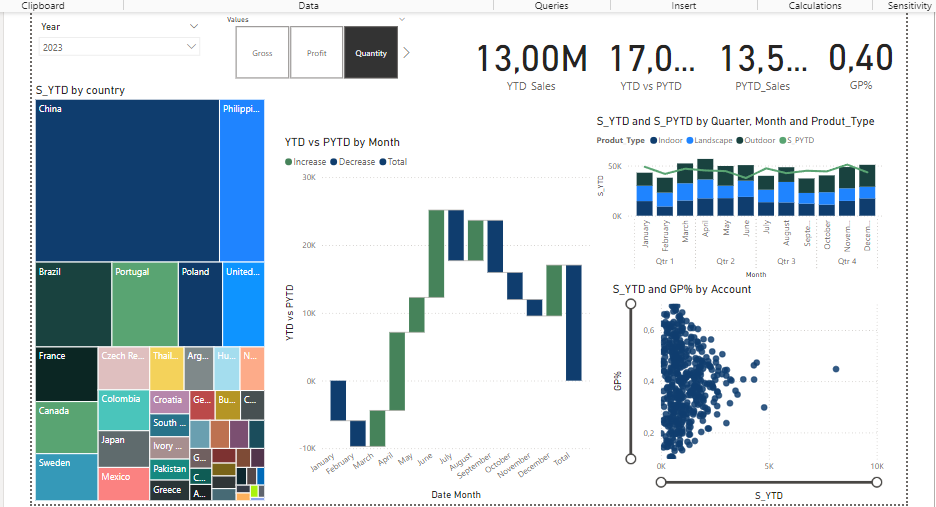 Clipboard
Data
Queries
Insert
Calculations
Sensitivity
Year
2023
Values
Gross
Profit
Quantity
13,00M
YTD_Sales
17,0...
YTD vs PYTD
13,5...
PYTD_Sales
0,40
GP%
S_YTD by country
China
Philippi...
Brazil
Portugal
Poland
United...
France
Czech Re...
Thail...
Arg...
Hu...
N...
Canada
Colombia
Croatia
Ge...
Bu...
C...
South ...
Japan
Ivory ...
G...
Sweden
Mexico
Pakistan
C...
Greece
A...
YTD vs PYTD by Month
Increase
Decrease
Total
YTD vs PYTD
30K
20K
10K
0K
-10K
January
February
March
April
May
June
July
August
September
October
November
December
Total
Date Month
S_YTD and S_PYTD by Quarter, Month and Produt_Type
Produt_Type
Indoor
Landscape
Outdoor
S_PYTD
S_YTD
50K
0K
January
February
March
April
May
June
July
August
Septe...
October
Novem...
Decem...
Qtr 1
Qtr 2
Qtr 3
Qtr 4
Month
S_YTD and GP% by Account
GP%
0,6
0,4
0,2
0K
5K
10K
S_YTD